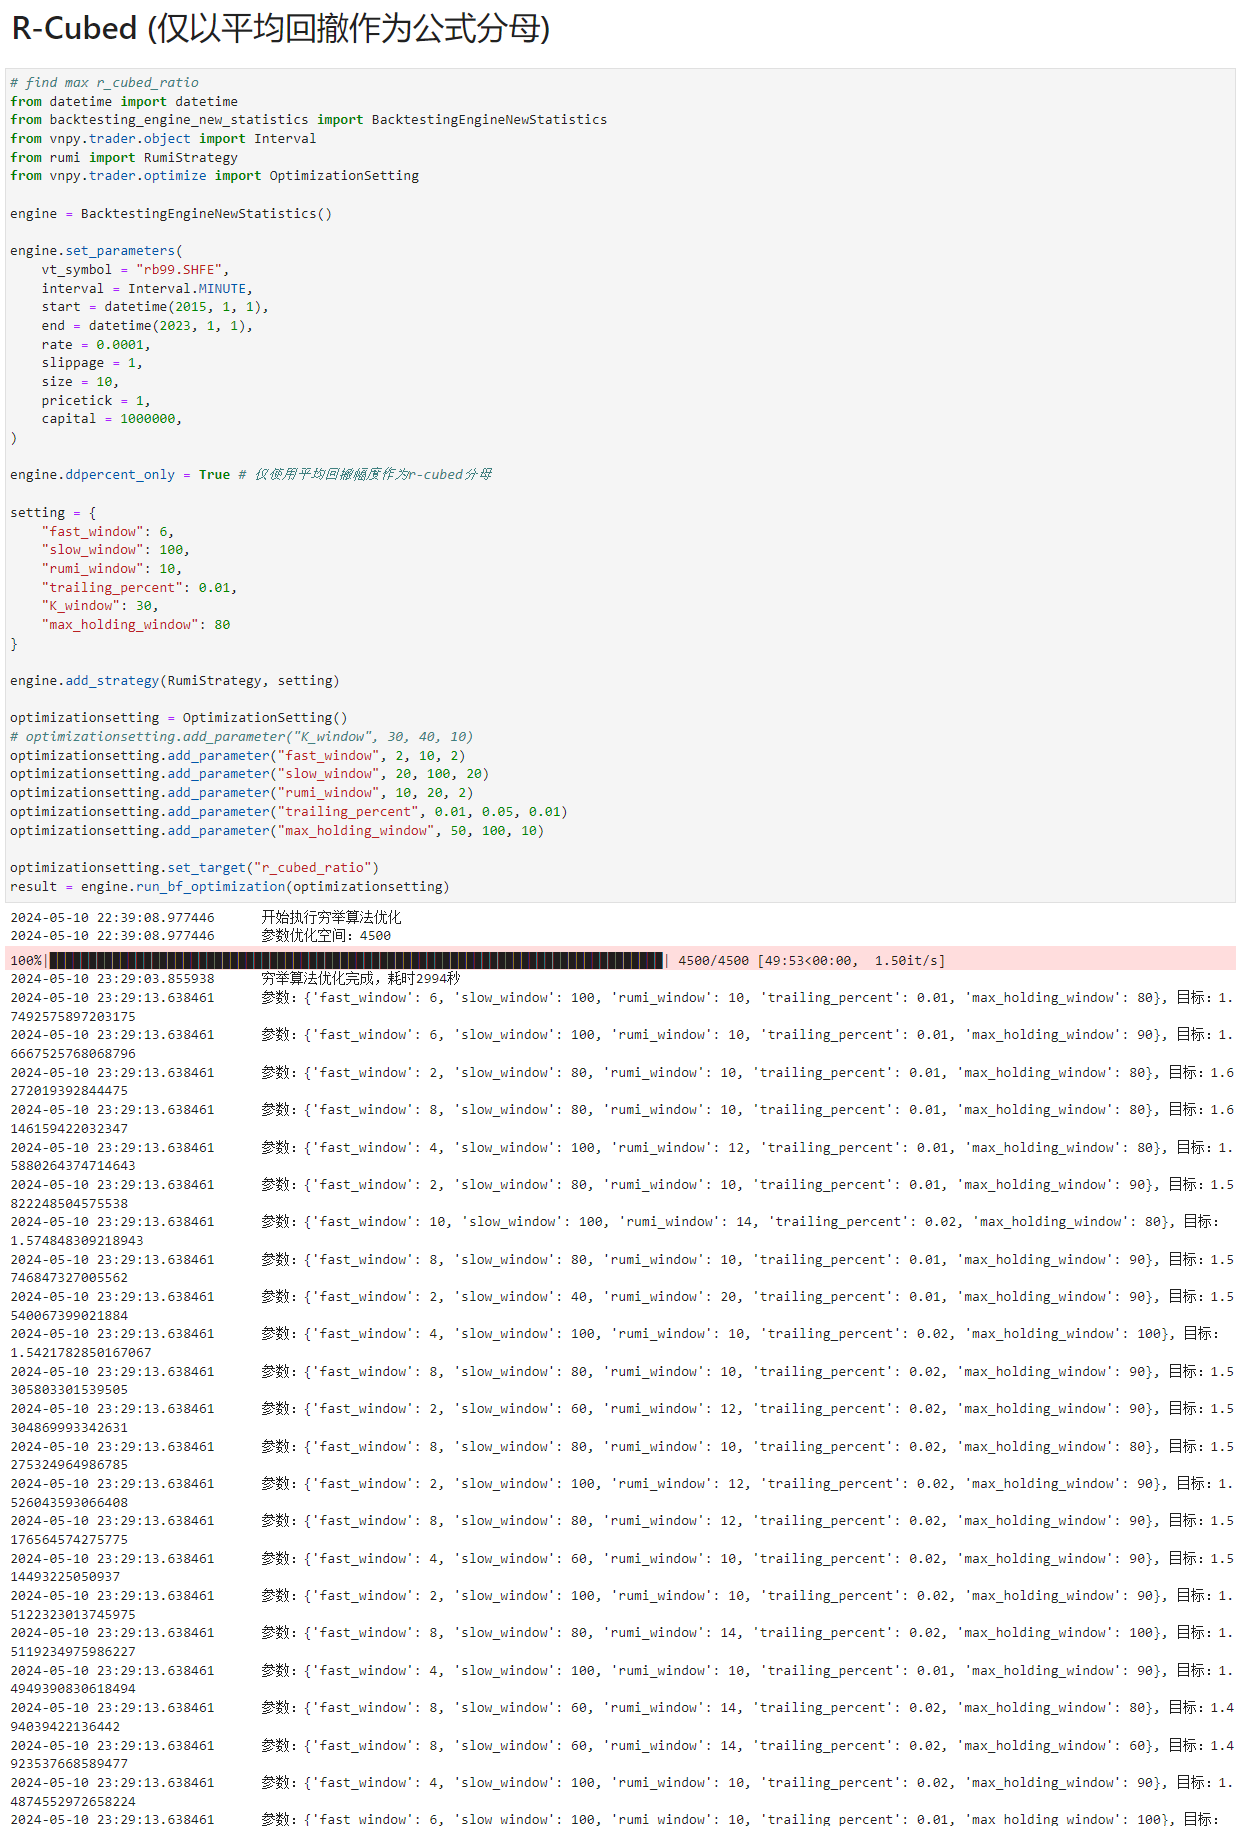 R-Cubed (仅以平均回撤作为公式分母)
# find max r_cubed_ratio
from datetime import datetime
from backtesting_engine_new_statistics import BacktestingEngineNewStatistics
from vnpy.trader.object import Interval
from rumi import RumiStrategy
from vnpy.trader.optimize import OptimizationSetting
engine = BacktestingEngineNewStatistics()
engine.set_parameters(
    vt_symbol = "rb99.SHFE",
    interval = Interval.MINUTE,
    start = datetime(2015, 1, 1),
    end = datetime(2023, 1, 1),
    rate = 0.0001,
    slippage = 1,
    size = 10,
    pricetick = 1,
    capital = 1000000,
)
engine.ddpercent_only = True # 仅使用平均回撤幅度作为r-cubed分母
setting = {
    "fast_window": 6,
    "slow_window": 100,
    "rumi_window": 10,
    "trailing_percent": 0.01,
    "K_window": 30,
    "max_holding_window": 80
}
engine.add_strategy(RumiStrategy, setting)
optimizationsetting = OptimizationSetting()
# optimizationsetting.add_parameter("K_window", 30, 40, 10)
optimizationsetting.add_parameter("fast_window", 2, 10, 2)
optimizationsetting.add_parameter("slow_window", 20, 100, 20)
optimizationsetting.add_parameter("rumi_window", 10, 20, 2)
optimizationsetting.add_parameter("trailing_percent", 0.01, 0.05, 0.01)
optimizationsetting.add_parameter("max_holding_window", 50, 100, 10)
optimizationsetting.set_target("r_cubed_ratio")
result = engine.run_bf_optimization(optimizationsetting)
2024-05-10 22:39:08.977446 开始执行穷举算法优化
2024-05-10 22:39:08.977446 参数优化空间：4500
100%| | 4500/4500 [49:53<00:00, 1.50it/s]
2024-05-10 23:29:03.855938 穷举算法优化完成，耗时2994秒
2024-05-10 23:29:13.638461 参数：{'fast_window': 6, 'slow_window': 100, 'rumi_window': 10, 'trailing_percent': 0.01, 'max_holding_window': 80}, 目标：1.
7492575897203175
2024-05-10 23:29:13.638461 参数：{'fast_window': 6, 'slow_window': 100, 'rumi_window': 10, 'trailing_percent': 0.01, 'max_holding_window': 90}, 目标：1.
6667525768068796
2024-05-10 23:29:13.638461 参数：{'fast_window': 2, 'slow_window': 80, 'rumi_window': 10, 'trailing_percent': 0.01, 'max_holding_window': 80}, 目标：1.6
272019392844475
2024-05-10 23:29:13.638461 参数：{'fast_window': 8, 'slow_window': 80, 'rumi_window': 10, 'trailing_percent': 0.01, 'max_holding_window': 80}, 目标：1.6
146159422032347
2024-05-10 23:29:13.638461 参数：{'fast_window': 4, 'slow_window': 100, 'rumi_window': 12, 'trailing_percent': 0.01, 'max_holding_window': 80}, 目标：1.
5880264374714643
2024-05-10 23:29:13.638461 参数：{'fast_window': 2, 'slow_window': 80, 'rumi_window': 10, 'trailing_percent': 0.01, 'max_holding_window': 90}, 目标：1.5
822248504575538
2024-05-10 23:29:13.638461 参数：{'fast_window': 10, 'slow_window': 100, 'rumi_window': 14, 'trailing_percent': 0.02, 'max_holding_window': 80}, 目标：
1.574848309218943
2024-05-10 23:29:13.638461 参数：{'fast_window': 8, 'slow_window': 80, 'rumi_window': 10, 'trailing_percent': 0.01, 'max_holding_window': 90}, 目标：1.5
746847327005562
2024-05-10 23:29:13.638461 参数：{'fast_window': 2, 'slow_window': 40, 'rumi_window': 20, 'trailing_percent': 0.01, 'max_holding_window': 90}, 目标：1.5
540067399021884
2024-05-10 23:29:13.638461 参数：{'fast_window': 4, 'slow_window': 100, 'rumi_window': 10, 'trailing_percent': 0.02, 'max_holding_window': 100}, 目标：
1.5421782850167067
2024-05-10 23:29:13.638461 参数：{'fast_window': 8, 'slow_window': 80, 'rumi_window': 10, 'trailing_percent': 0.02, 'max_holding_window': 90}, 目标：1.5
305803301539505
2024-05-10 23:29:13.638461 参数：{'fast_window': 2, 'slow_window': 60, 'rumi_window': 12, 'trailing_percent': 0.02, 'max_holding_window': 90}, 目标：1.5
304869993342631
2024-05-10 23:29:13.638461 参数：{'fast_window': 8, 'slow_window': 80, 'rumi_window': 10, 'trailing_percent': 0.02, 'max_holding_window': 80}, 目标：1.5
275324964986785
2024-05-10 23:29:13.638461 参数：{'fast_window': 2, 'slow_window': 100, 'rumi_window': 12, 'trailing_percent': 0.02, 'max_holding_window': 90}, 目标：1.
526043593066408
2024-05-10 23:29:13.638461 参数：{'fast_window': 8, 'slow_window': 80, 'rumi_window': 12, 'trailing_percent': 0.02, 'max_holding_window': 90}, 目标：1.5
176564574275775
2024-05-10 23:29:13.638461 参数：{'fast_window': 4, 'slow_window': 60, 'rumi_window': 10, 'trailing_percent': 0.02, 'max_holding_window': 90}, 目标：1.5
14493225050937
2024-05-10 23:29:13.638461 参数：{'fast_window': 2, 'slow_window': 100, 'rumi_window': 10, 'trailing_percent': 0.02, 'max_holding_window': 90}, 目标：1.
5122323013745975
2024-05-10 23:29:13.638461 参数：{'fast_window': 8, 'slow_window': 80, 'rumi_window': 14, 'trailing_percent': 0.02, 'max_holding_window': 100}, 目标：1.
5119234975986227
2024-05-10 23:29:13.638461 参数：{'fast_window': 4, 'slow_window': 100, 'rumi_window': 10, 'trailing_percent': 0.01, 'max_holding_window': 90}, 目标：1.
4949390830618494
2024-05-10 23:29:13.638461 参数：{'fast_window': 8, 'slow_window': 60, 'rumi_window': 14, 'trailing_percent': 0.02, 'max_holding_window': 80}, 目标：1.4
94039422136442
2024-05-10 23:29:13.638461 参数：{'fast_window': 8, 'slow_window': 60, 'rumi_window': 14, 'trailing_percent': 0.02, 'max_holding_window': 60}, 目标：1.4
923537668589477
2024-05-10 23:29:13.638461 参数：{'fast_window': 4, 'slow_window': 100, 'rumi_window': 10, 'trailing_percent': 0.02, 'max_holding_window': 90}, 目标：1.
4874552972658224
2024-05-10 23:29:13.638461 参数：{'fast_window': 6, 'slow_window': 100, 'rumi_window': 10, 'trailing_percent': 0.01, 'max_holding_window': 100}, 目标：